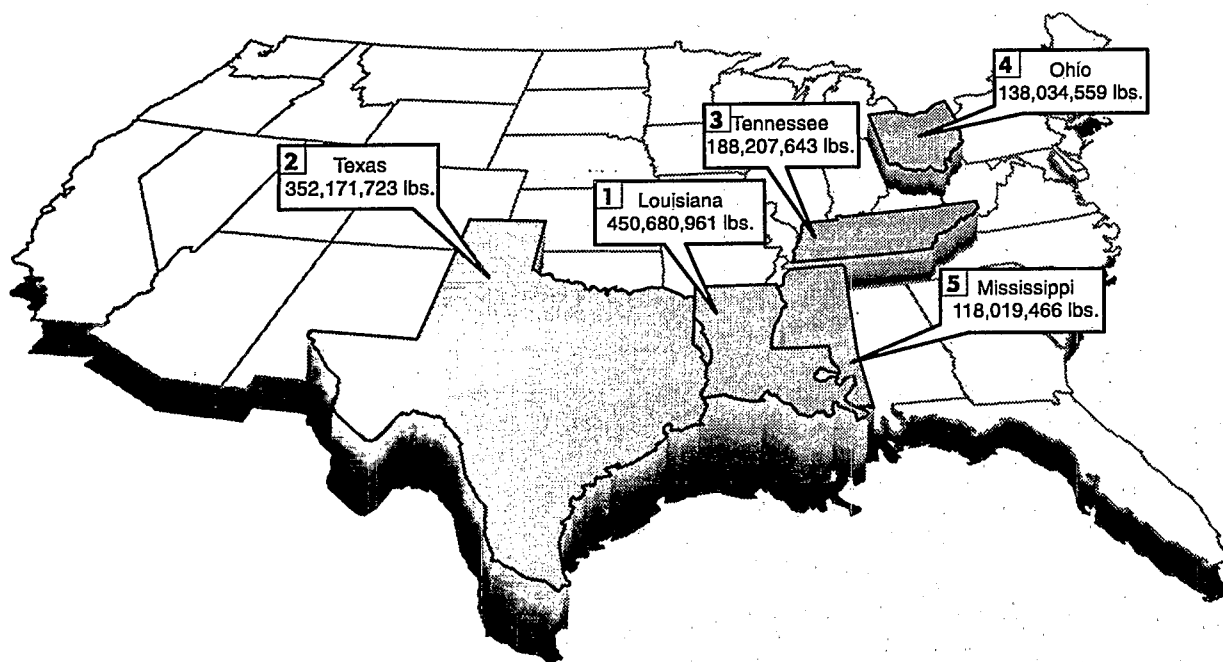 4 Ohio
138,034,559 lbs.
3 Tennessee
188,207,643 lbs.
2 Texas
352,171,723 lbs.
1 Louisiana
450,680,961 lbs.
5 Mississippi
118,019,466 lbs.